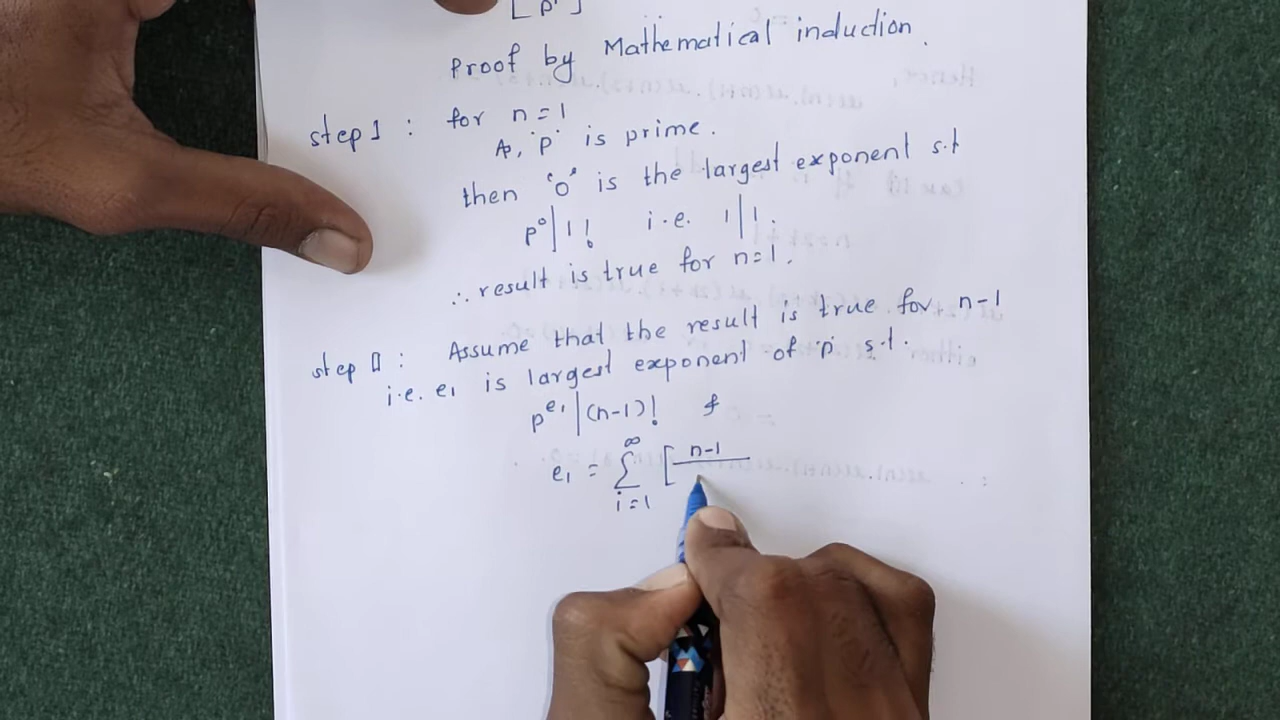 [ pⁱ ]
Proof by Mathematical induction.
step I : for n = 1
As, 'p' is prime.
then '0' is the largest exponent s.t
p⁰ | 1! i.e. 1 | 1.
∴ result is true for n=1.
step II : Assume that the result is true for n-1
i.e. e₁ is largest exponent of 'p' s.t.
p^e₁ | (n-1)! &
e₁ = ∞ ∑ i=1 [ n-1
Hence,